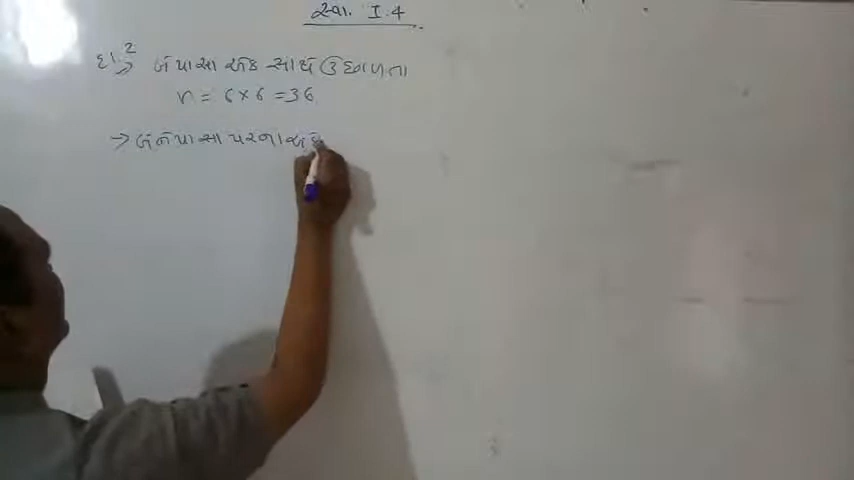 સ્વા. I.4
દા.2 → બે પાસા એક સાથે ઉછાળતા
n = 6 × 6 = 36
→ બંને પાસા પરના અંક